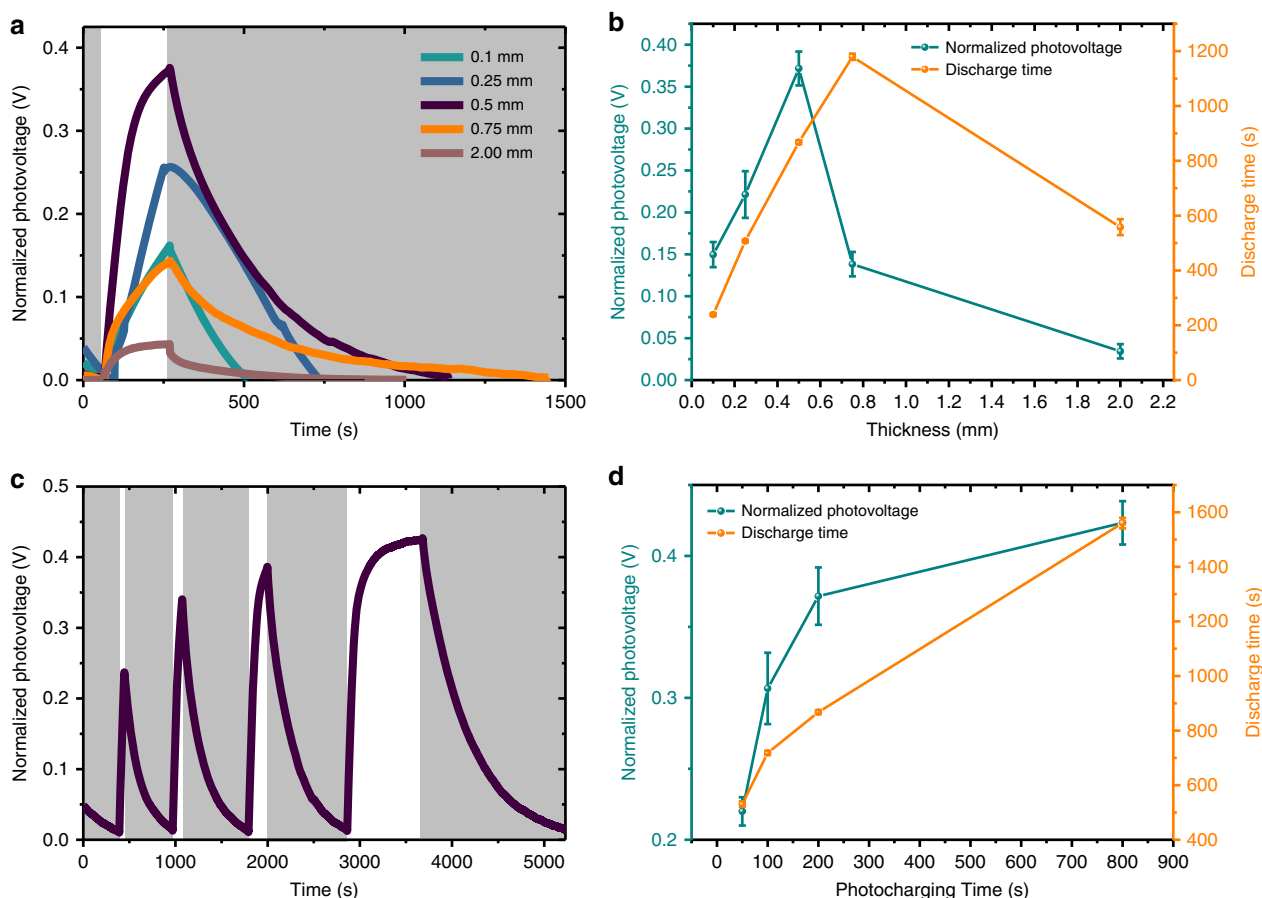 a
0.4
0.3
0.2
0.1
0.0
Normalized photovoltage (V)
0.1 mm
0.25 mm
0.5 mm
0.75 mm
2.00 mm
0
500
1000
1500
Time (s)
b
0.40
0.35
0.30
0.25
0.20
0.15
0.10
0.05
0.00
Normalized photovoltage (V)
Normalized photovoltage
Discharge time
1200
1000
800
600
400
200
0
Discharge time (s)
0.0 0.2 0.4 0.6 0.8 1.0 1.2 1.4 1.6 1.8 2.0 2.2
Thickness (mm)
c
0.5
0.4
0.3
0.2
0.1
0.0
Normalized photovoltage (V)
0 1000 2000 3000 4000 5000
Time (s)
d
0.4
0.3
0.2
Normalized photovoltage (V)
Normalized photovoltage
Discharge time
1600
1400
1200
1000
800
600
400
Discharge time (s)
0 100 200 300 400 500 600 700 800 900
Photocharging Time (s)